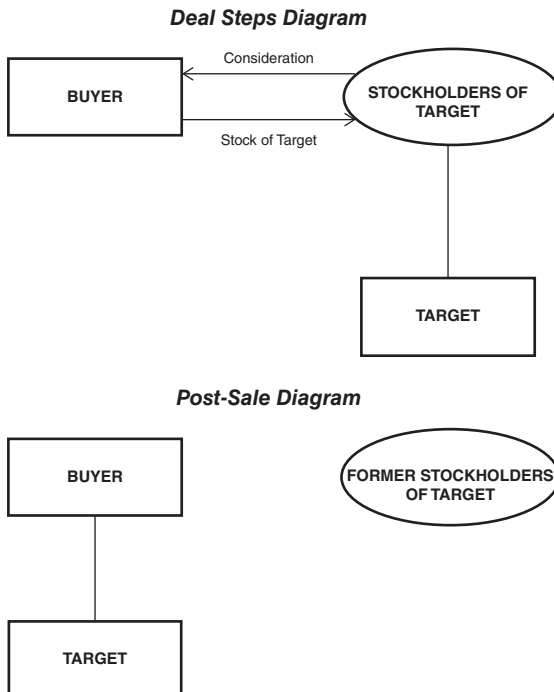 Deal Steps Diagram
Consideration
BUYER
STOCKHOLDERS OF
TARGET
Stock of Target
TARGET
Post-Sale Diagram
BUYER
FORMER STOCKHOLDERS
OF TARGET
TARGET